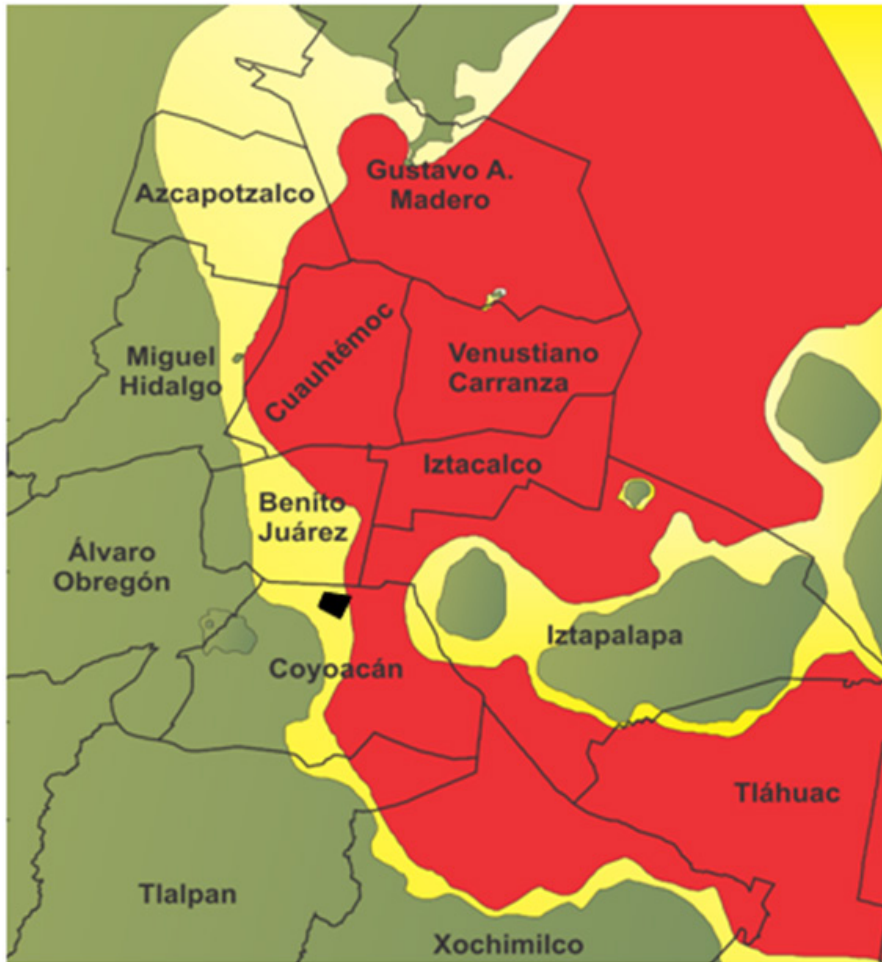 Gustavo A.
Madero
Azcapotzalco
Miguel
Hidalgo
Cuauhtémoc
Venustiano
Carranza
Iztacalco
Benito
Juárez
Álvaro
Obregón
Iztapalapa
Coyoacán
Tláhuac
Tlalpan
Xochimilco